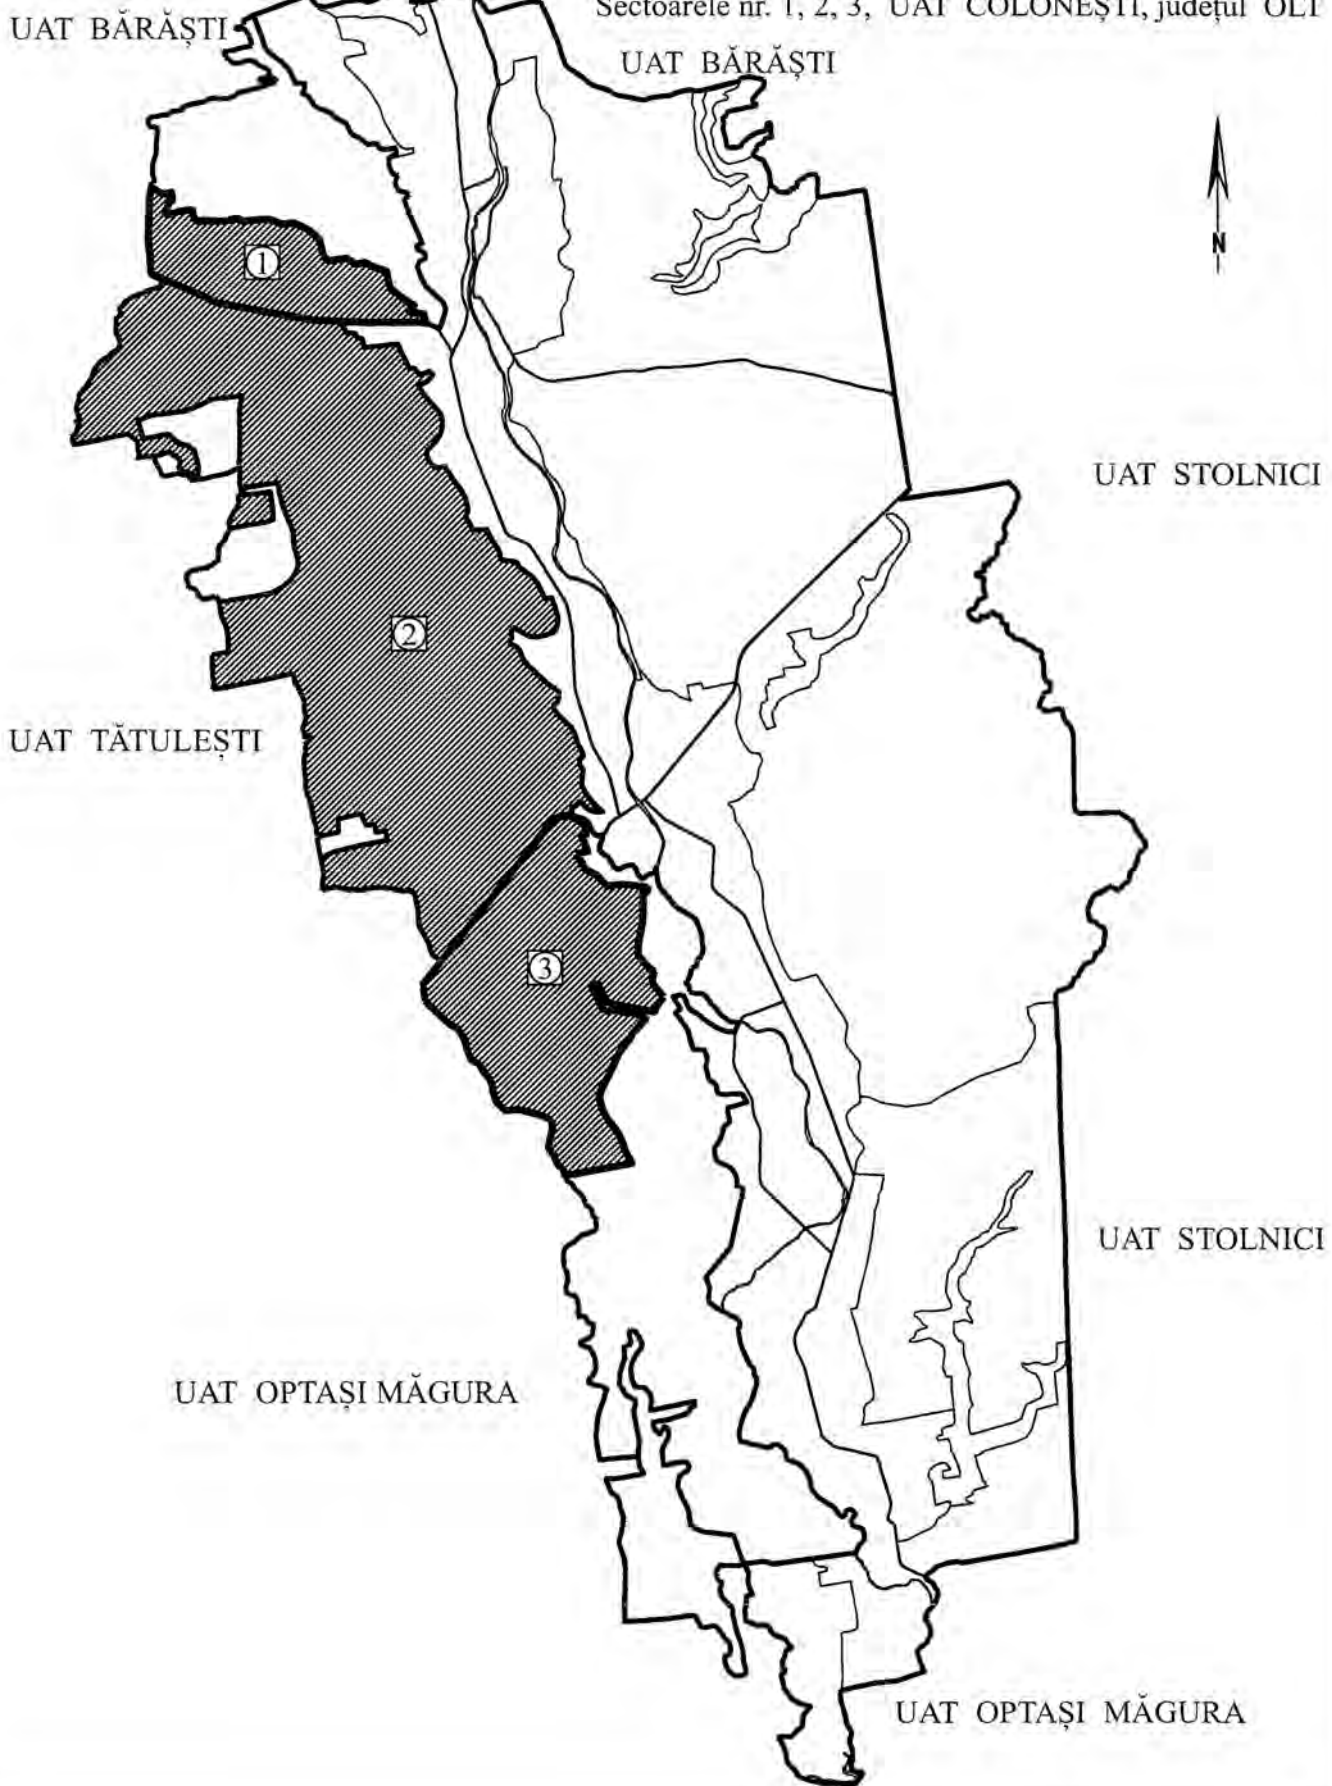 Sectoarele nr. 1, 2, 3, UAT COLONEȘTI, județul OLT
UAT BĂRĂȘTI
UAT BĂRĂȘTI
N
1
UAT STOLNICI
2
UAT TĂTULEȘTI
3
UAT STOLNICI
UAT OPTAȘI MĂGURA
UAT OPTAȘI MĂGURA